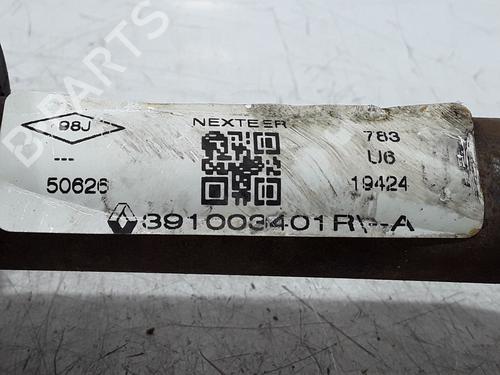 B-PARTS
98J
NEXTEER
783
---
U6
50626
19424
391003401R\--A